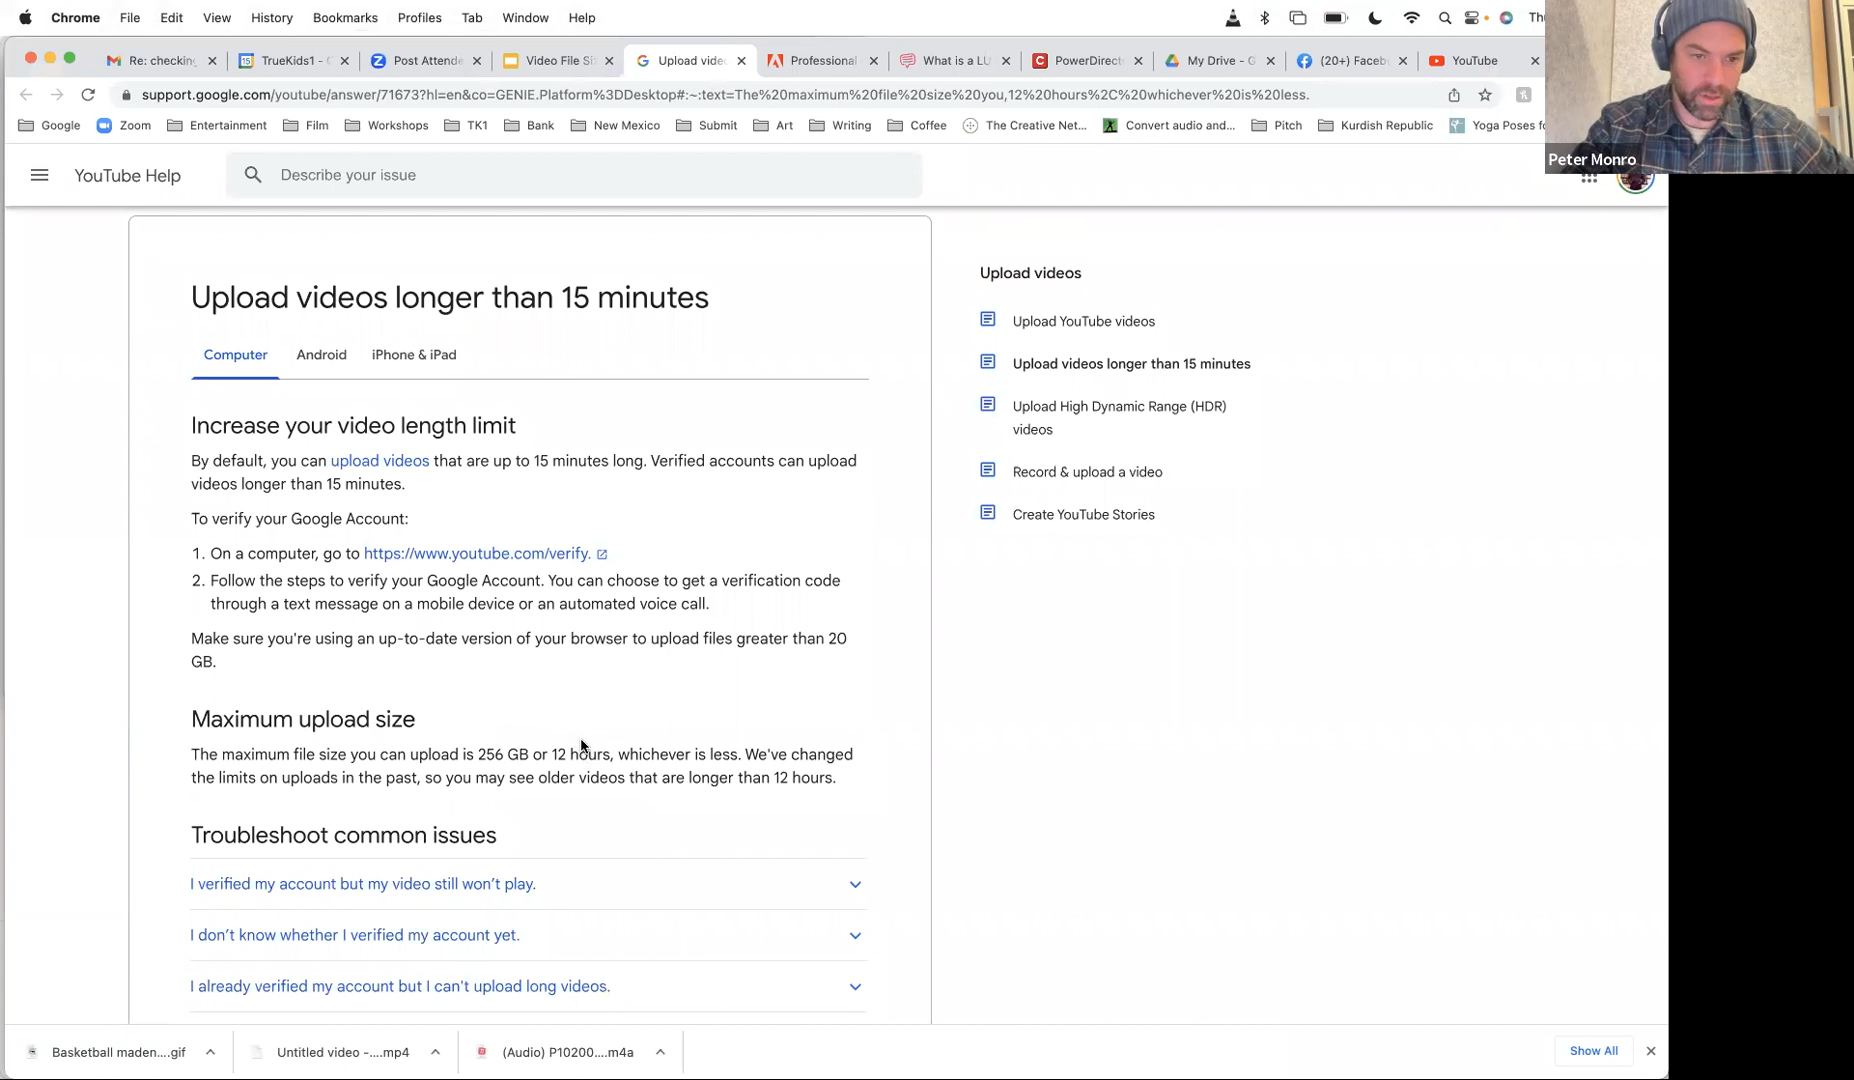 Chrome File Edit View History Bookmarks Profiles Tab Window Help
Re: checking
TrueKids1 -
Post Attende
Video File Si
Upload vide
Professional
What is a LU
PowerDirect
My Drive - G
(20+) Faceb
YouTube
support.google.com/youtube/answer/71673?hl=en&co=GENIE.Platform%3DDesktop#:~:text=The%20maximum%20file%20size%20you,12%20hours%2C%20whichever%20is%20less.
Google Zoom Entertainment Film Workshops TK1 Bank New Mexico Submit Art Writing Coffee The Creative Net... Convert audio and... Pitch Kurdish Republic Yoga Poses
Peter Monro
YouTube Help
Describe your issue
Upload videos longer than 15 minutes
Computer Android iPhone & iPad
Increase your video length limit
By default, you can upload videos that are up to 15 minutes long. Verified accounts can upload
videos longer than 15 minutes.
To verify your Google Account:
1. On a computer, go to https://www.youtube.com/verify.
2. Follow the steps to verify your Google Account. You can choose to get a verification code
through a text message on a mobile device or an automated voice call.
Make sure you're using an up-to-date version of your browser to upload files greater than 20
GB.
Maximum upload size
The maximum file size you can upload is 256 GB or 12 hours, whichever is less. We've changed
the limits on uploads in the past, so you may see older videos that are longer than 12 hours.
Troubleshoot common issues
I verified my account but my video still won't play.
I don't know whether I verified my account yet.
I already verified my account but I can't upload long videos.
Upload videos
Upload YouTube videos
Upload videos longer than 15 minutes
Upload High Dynamic Range (HDR)
videos
Record & upload a video
Create YouTube Stories
Basketball maden....gif
Untitled video -....mp4
(Audio) P10200....m4a
Show All